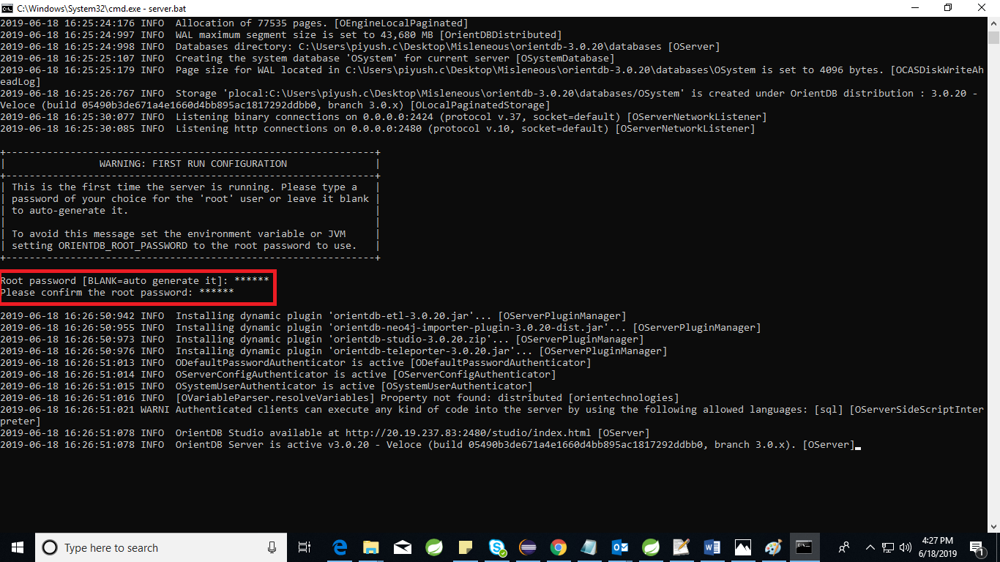 C:\Windows\System32\cmd.exe - server.bat
2019-06-18 16:25:24:176 INFO  Allocation of 77535 pages. [OEngineLocalPaginated]
2019-06-18 16:25:24:997 INFO  WAL maximum segment size is set to 43,680 MB [OrientDBDistributed]
2019-06-18 16:25:24:998 INFO  Databases directory: C:\Users\piyush.c\Desktop\Misleneous\orientdb-3.0.20\databases [OServer]
2019-06-18 16:25:25:107 INFO  Creating the system database 'OSystem' for current server [OSystemDatabase]
2019-06-18 16:25:25:179 INFO  Page size for WAL located in C:\Users\piyush.c\Desktop\Misleneous\orientdb-3.0.20\databases\OSystem is set to 4096 bytes. [OCASDiskWriteAh
eadLog]
2019-06-18 16:25:26:767 INFO  Storage 'plocal:C:\Users\piyush.c\Desktop\Misleneous\orientdb-3.0.20\databases/OSystem' is created under OrientDB distribution : 3.0.20 -
Veloce (build 05490b3de671a4e1660d4bb895ac1817292ddbb0, branch 3.0.x) [OLocalPaginatedStorage]
2019-06-18 16:25:30:077 INFO  Listening binary connections on 0.0.0.0:2424 (protocol v.37, socket=default) [OServerNetworkListener]
2019-06-18 16:25:30:085 INFO  Listening http connections on 0.0.0.0:2480 (protocol v.10, socket=default) [OServerNetworkListener]
+---------------------------------------------------------------+
|                WARNING: FIRST RUN CONFIGURATION               |
+---------------------------------------------------------------+
| This is the first time the server is running. Please type a   |
| password of your choice for the 'root' user or leave it blank |
| to auto-generate it.                                          |
|                                                               |
| To avoid this message set the environment variable or JVM     |
| setting ORIENTDB_ROOT_PASSWORD to the root password to use.   |
+---------------------------------------------------------------+
Root password [BLANK=auto generate it]: ******
Please confirm the root password: ******
2019-06-18 16:26:50:942 INFO  Installing dynamic plugin 'orientdb-etl-3.0.20.jar'... [OServerPluginManager]
2019-06-18 16:26:50:955 INFO  Installing dynamic plugin 'orientdb-neo4j-importer-plugin-3.0.20-dist.jar'... [OServerPluginManager]
2019-06-18 16:26:50:973 INFO  Installing dynamic plugin 'orientdb-studio-3.0.20.zip'... [OServerPluginManager]
2019-06-18 16:26:50:976 INFO  Installing dynamic plugin 'orientdb-teleporter-3.0.20.jar'... [OServerPluginManager]
2019-06-18 16:26:51:013 INFO  ODefaultPasswordAuthenticator is active [ODefaultPasswordAuthenticator]
2019-06-18 16:26:51:014 INFO  OServerConfigAuthenticator is active [OServerConfigAuthenticator]
2019-06-18 16:26:51:015 INFO  OSystemUserAuthenticator is active [OSystemUserAuthenticator]
2019-06-18 16:26:51:016 INFO  [OVariableParser.resolveVariables] Property not found: distributed [orientechnologies]
2019-06-18 16:26:51:021 WARNI Authenticated clients can execute any kind of code into the server by using the following allowed languages: [sql] [OServerSideScriptInter
preter]
2019-06-18 16:26:51:078 INFO  OrientDB Studio available at http://20.19.237.83:2480/studio/index.html [OServer]
2019-06-18 16:26:51:078 INFO  OrientDB Server is active v3.0.20 - Veloce (build 05490b3de671a4e1660d4bb895ac1817292ddbb0, branch 3.0.x). [OServer]
Type here to search
4:27 PM
6/18/2019
1